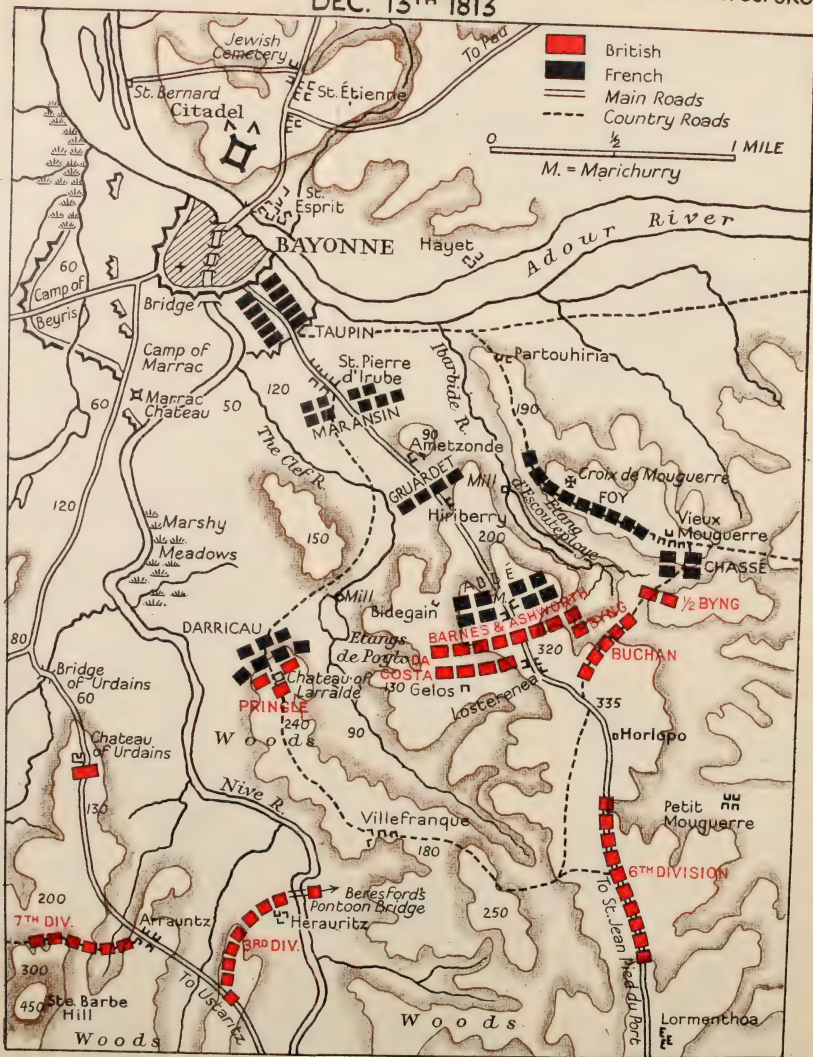 DEC. 13TH 1813
Jewish
Cemetery
To Pau
St. Bernard
Citadel
St. Étienne
British
French
Main Roads
Country Roads
0 ½ 1 MILE
M. = Marichurry
St.
Esprit
BAYONNE
Hayet
Adour River
60
Camp of
Beyris
Bridge
TAUPIN
Camp of
Marrac
St. Pierre
d'Irube
120
Ibarbide R.
Partouhiria
60
Marrac
Chateau
50
MARANSIN
190
The Clef R.
90
Ametzonde
Croix de Mouguerre
FOY
GRUARDET
Mill
Hiriberry
Etang
d'Escoutepioue
Vieux
Mouguerre
120
Marshy
Meadows
150
200
CHASSÉ
ABBÉ
M.
Mill
Bidegain
½ BYNG
DARRICAU
BARNES & ASHWORTH
BYNG
Etangs
de Poylo
BUCHAN
80
DA
COSTA
320
Bridge
of Urdains
60
Chateau of
Larralde
130 Gelos
Losterenea
PRINGLE
335
240
Woods
90
Horlopo
Chateau
of Urdains
130
Nive R.
Villefranque
180
Petit
Mouguerre
6TH DIVISION
200
7TH DIV.
Arrauntz
3RD DIV.
Beresford's
Pontoon Bridge
Herauritz
250
To St. Jean Pied du Port
300
450
Ste. Barbe
Hill
To Ustaritz
Woods
Woods
Lormenthoa